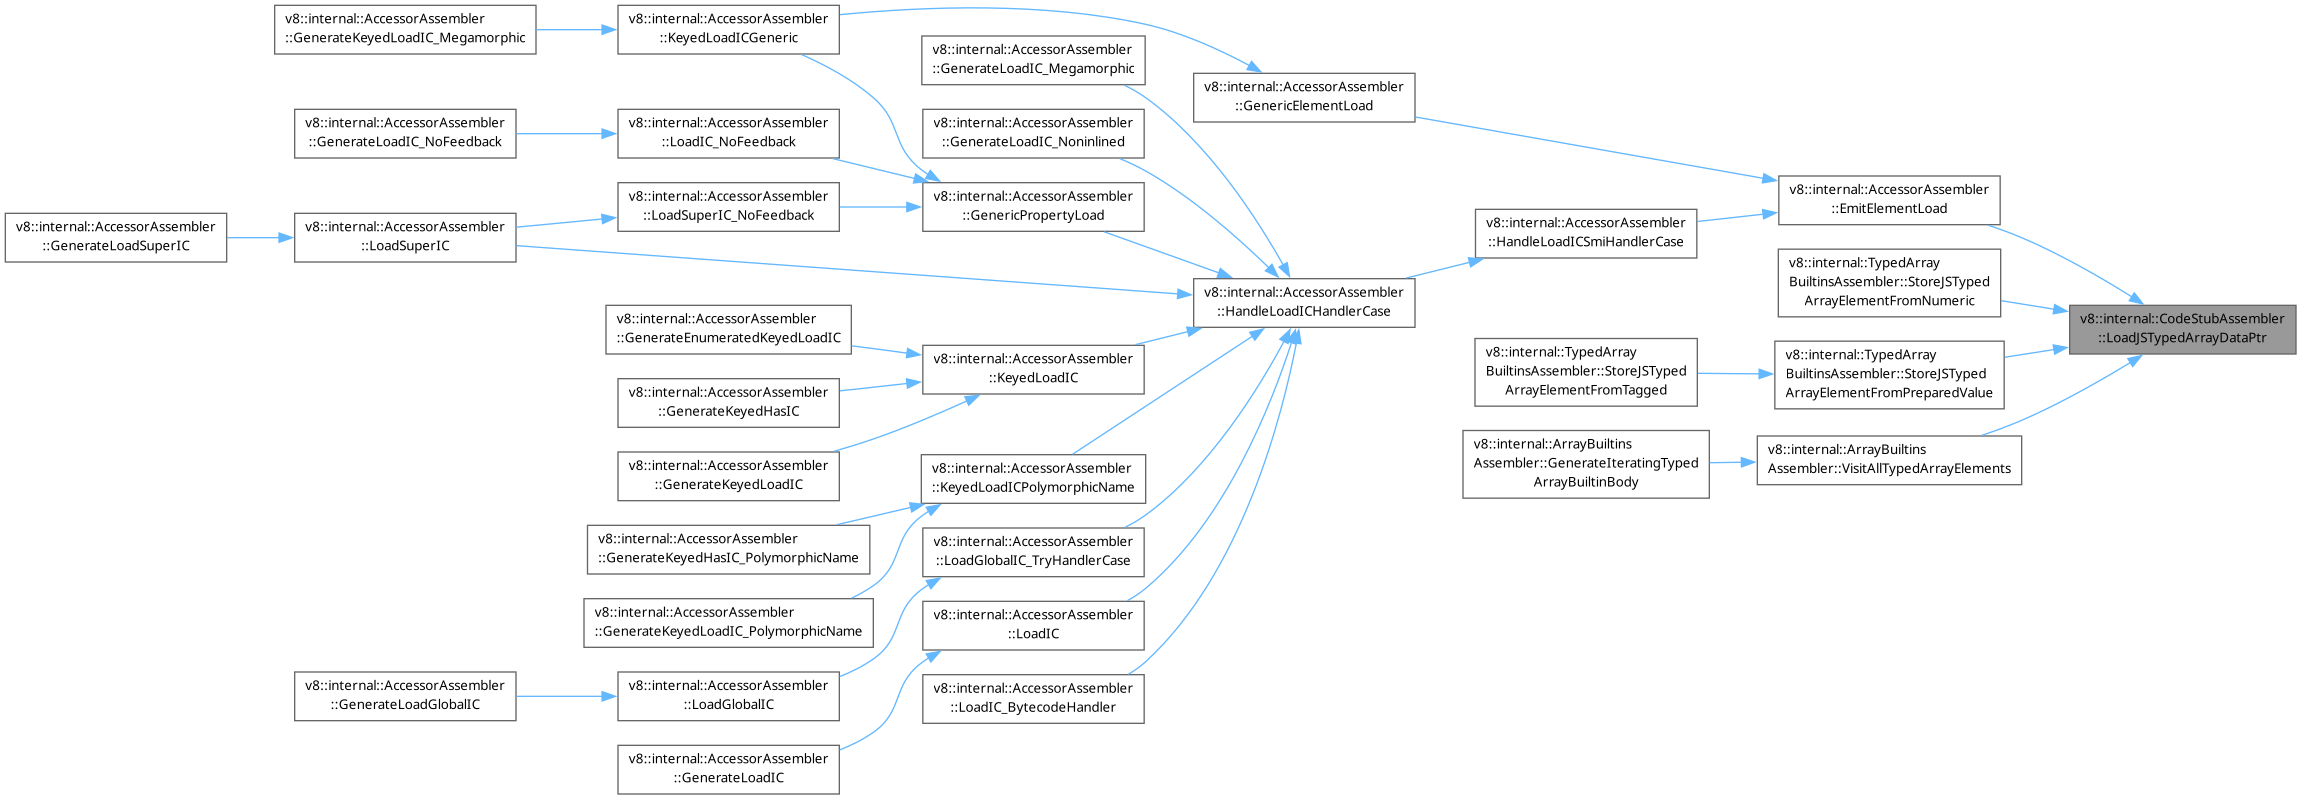 v8::internal::AccessorAssembler
::GenerateKeyedLoadIC_Megamorphic
v8::internal::AccessorAssembler
::KeyedLoadICGeneric
v8::internal::AccessorAssembler
::GenerateLoadIC_Megamorphic
v8::internal::AccessorAssembler
::GenericElementLoad
v8::internal::AccessorAssembler
::GenerateLoadIC_NoFeedback
v8::internal::AccessorAssembler
::LoadIC_NoFeedback
v8::internal::AccessorAssembler
::GenerateLoadIC_Noninlined
v8::internal::AccessorAssembler
::LoadSuperIC_NoFeedback
v8::internal::AccessorAssembler
::GenericPropertyLoad
v8::internal::AccessorAssembler
::EmitElementLoad
v8::internal::AccessorAssembler
::GenerateLoadSuperIC
v8::internal::AccessorAssembler
::LoadSuperIC
v8::internal::AccessorAssembler
::HandleLoadICSmiHandlerCase
v8::internal::TypedArray
BuiltinsAssembler::StoreJSTyped
ArrayElementFromNumeric
v8::internal::AccessorAssembler
::HandleLoadICHandlerCase
v8::internal::AccessorAssembler
::GenerateEnumeratedKeyedLoadIC
v8::internal::CodeStubAssembler
::LoadJSTypedArrayDataPtr
v8::internal::AccessorAssembler
::KeyedLoadIC
v8::internal::TypedArray
BuiltinsAssembler::StoreJSTyped
ArrayElementFromTagged
v8::internal::TypedArray
BuiltinsAssembler::StoreJSTyped
ArrayElementFromPreparedValue
v8::internal::AccessorAssembler
::GenerateKeyedHasIC
v8::internal::AccessorAssembler
::GenerateKeyedLoadIC
v8::internal::AccessorAssembler
::KeyedLoadICPolymorphicName
v8::internal::ArrayBuiltins
Assembler::GenerateIteratingTyped
ArrayBuiltinBody
v8::internal::ArrayBuiltins
Assembler::VisitAllTypedArrayElements
v8::internal::AccessorAssembler
::GenerateKeyedHasIC_PolymorphicName
v8::internal::AccessorAssembler
::LoadGlobalIC_TryHandlerCase
v8::internal::AccessorAssembler
::GenerateKeyedLoadIC_PolymorphicName
v8::internal::AccessorAssembler
::LoadIC
v8::internal::AccessorAssembler
::GenerateLoadGlobalIC
v8::internal::AccessorAssembler
::LoadGlobalIC
v8::internal::AccessorAssembler
::LoadIC_BytecodeHandler
v8::internal::AccessorAssembler
::GenerateLoadIC